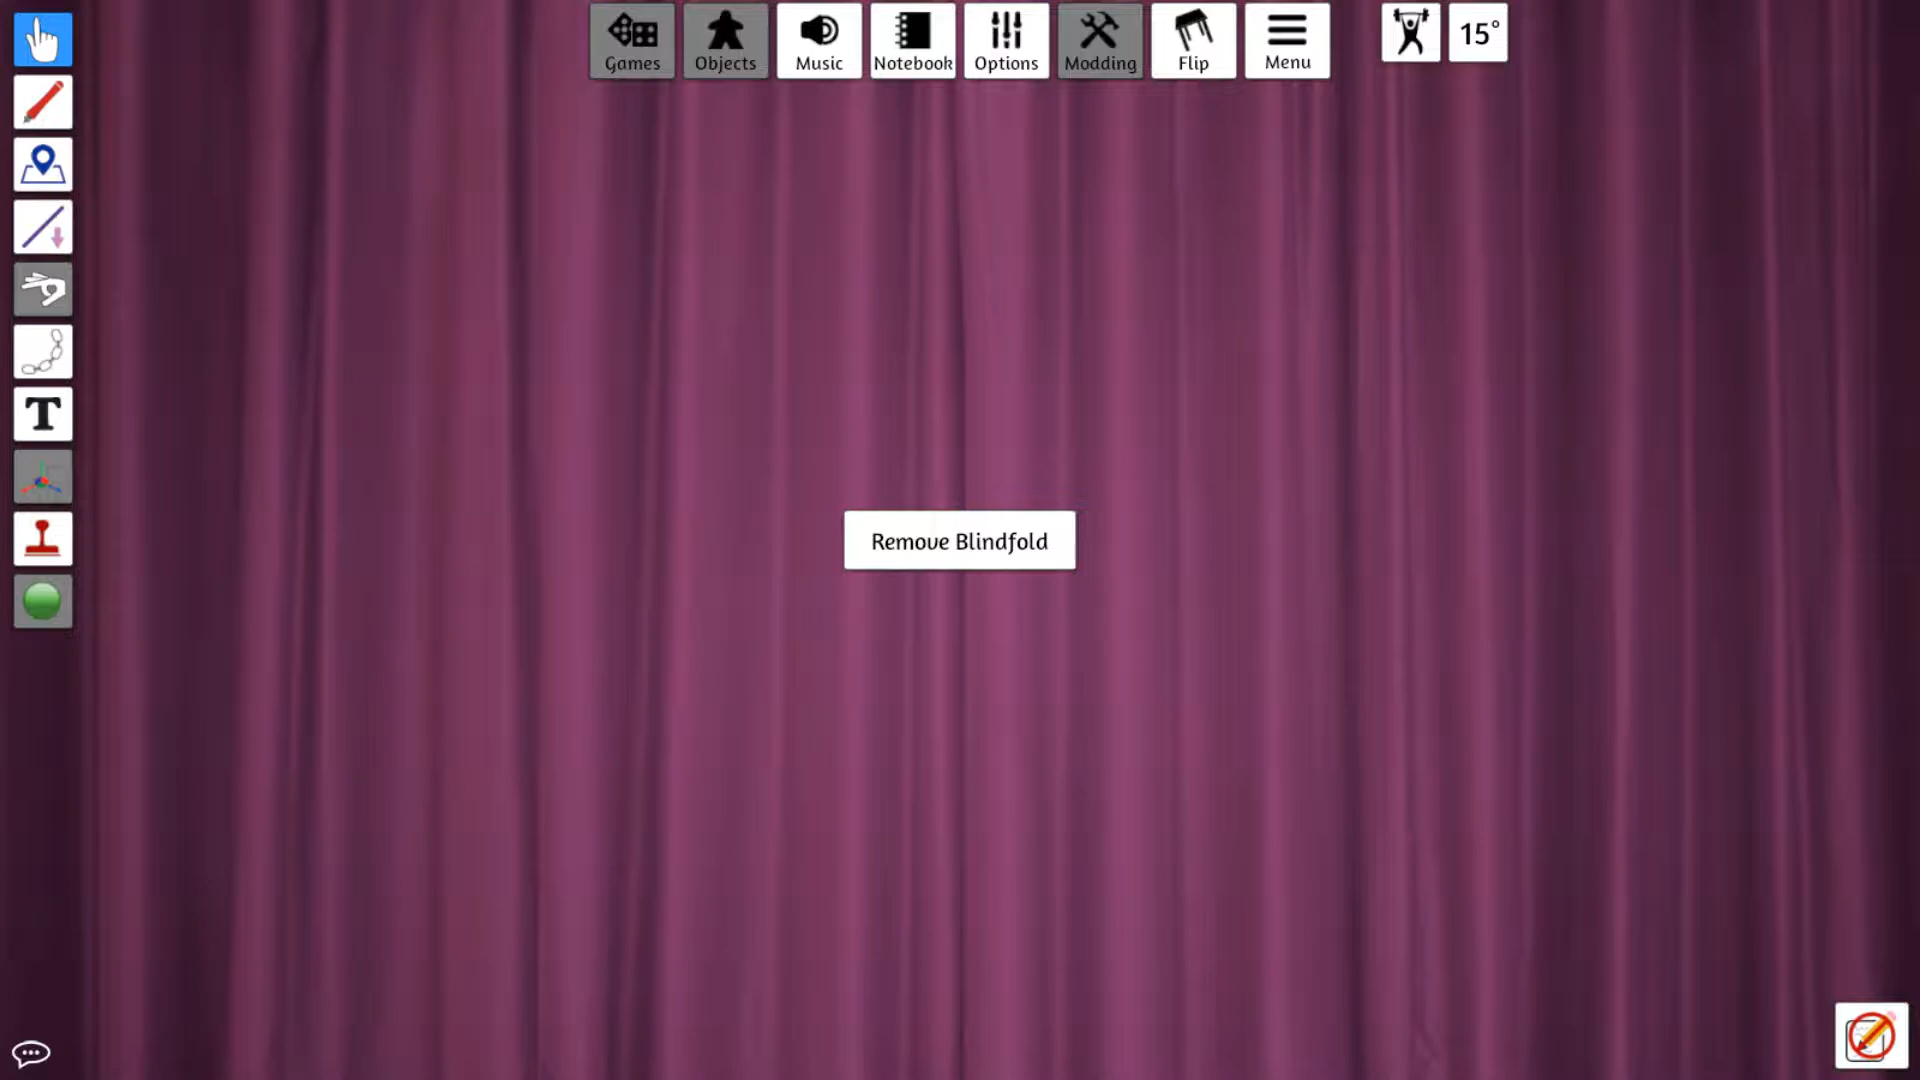 Games
Objects
Music
Notebook
Options
Modding
Flip
Menu
15°
T
Remove Blindfold